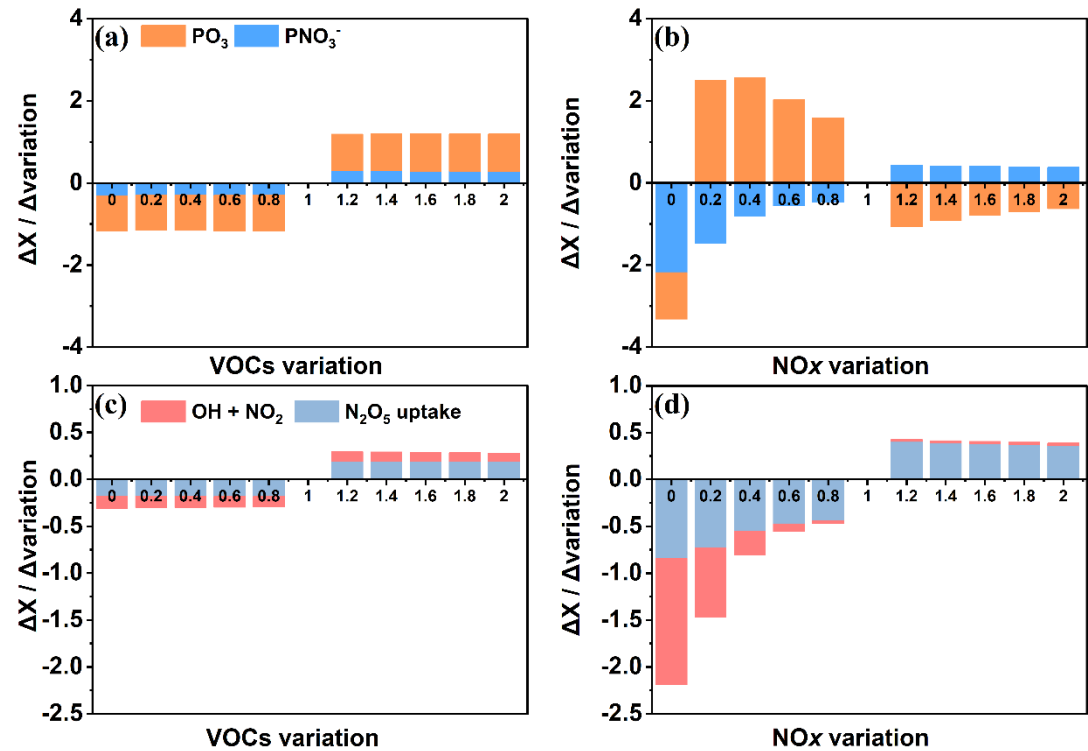 (a) PO₃ PNO₃⁻
4
2
0
-2
-4
ΔX / Δvariation
0 0.2 0.4 0.6 0.8 1 1.2 1.4 1.6 1.8 2
VOCs variation
(b)
4
2
0
-2
-4
ΔX / Δvariation
0 0.2 0.4 0.6 0.8 1 1.2 1.4 1.6 1.8 2
NOx variation
(c) OH + NO₂ N₂O₅ uptake
1.0
0.5
0.0
-0.5
-1.0
-1.5
-2.0
-2.5
ΔX / Δvariation
0 0.2 0.4 0.6 0.8 1 1.2 1.4 1.6 1.8 2
VOCs variation
(d)
1.0
0.5
0.0
-0.5
-1.0
-1.5
-2.0
-2.5
ΔX / Δvariation
0 0.2 0.4 0.6 0.8 1 1.2 1.4 1.6 1.8 2
NOx variation